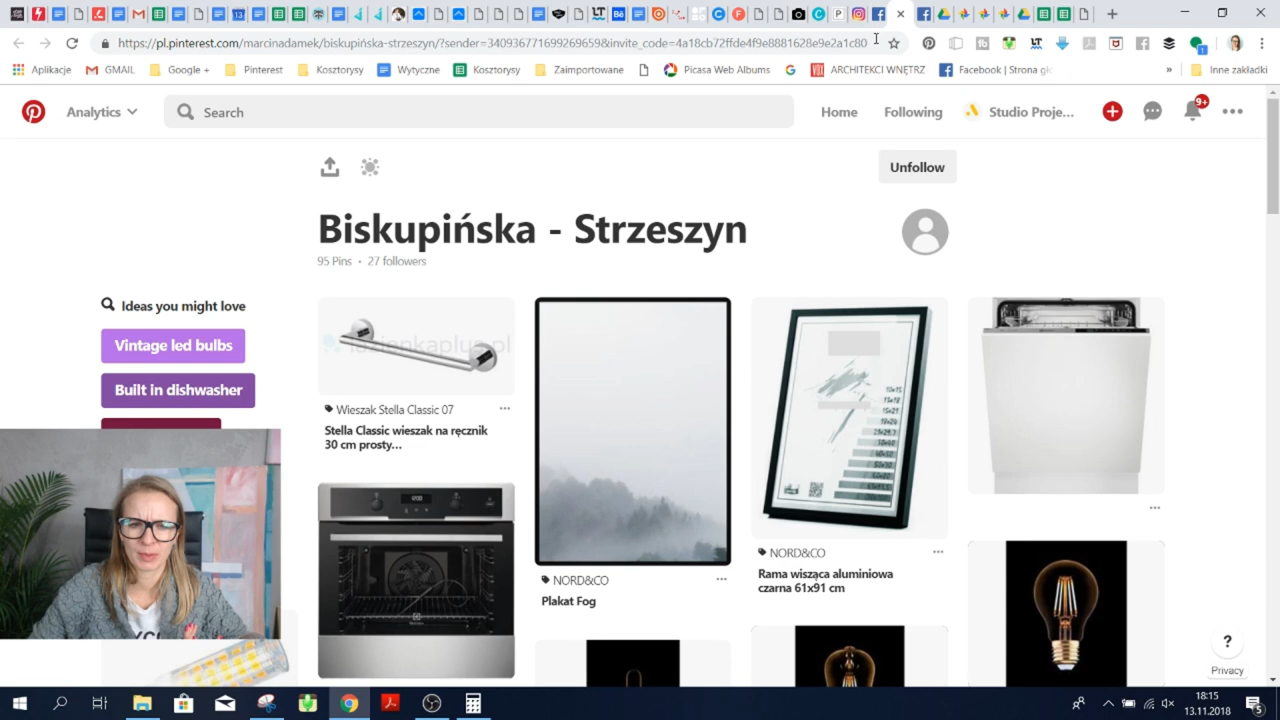 https://pl.pinterest.com/marcinadamek/biskupińska-strzeszyn/?sender=340936771699269659&invite_code=4a18cb72ffde4f9e8881628e9e2a1c80
Aplikacje
GMAIL
Google +
Pinterest
Kosztorysy
Wytyczne
Kosztorysy
Zaimportowane
Picasa Web Albums
ARCHITEKCI WNĘTRZ
Facebook | Strona
»
Inne zakładki
Analytics
Search
Home
Following
Studio Proje...
9+
Unfollow
Biskupińska - Strzeszyn
95 Pins • 27 followers
Ideas you might love
Vintage led bulbs
Built in dishwasher
Wieszak Stella Classic 07
Stella Classic wieszak na ręcznik
30 cm prosty...
NORD&CO
Plakat Fog
NORD&CO
Rama wisząca aluminiowa
czarna 61x91 cm
?
Privacy
18:15
13.11.2018
5